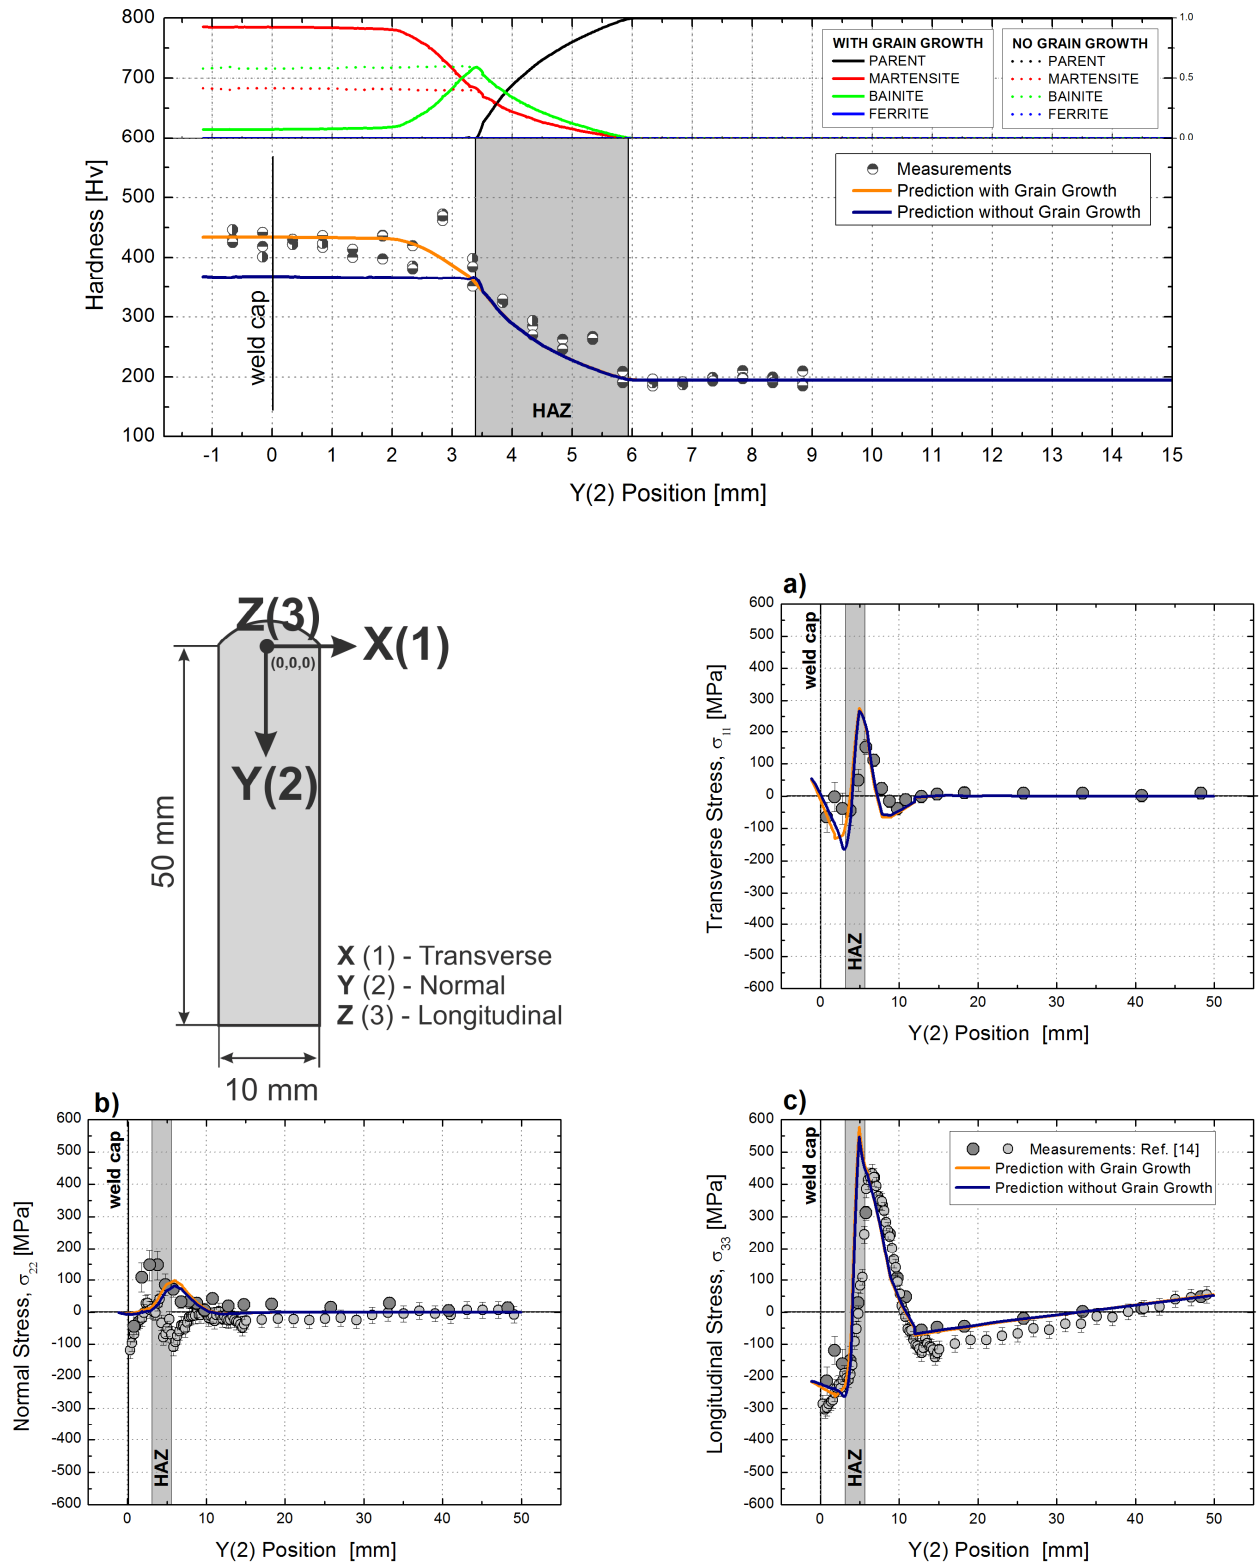 800
700
600
500
400
300
200
100
1.0
0.5
0.0
WITH GRAIN GROWTH
PARENT
MARTENSITE
BAINITE
FERRITE
NO GRAIN GROWTH
PARENT
MARTENSITE
BAINITE
FERRITE
Measurements
Prediction with Grain Growth
Prediction without Grain Growth
Hardness [Hv]
weld cap
HAZ
-1 0 1 2 3 4 5 6 7 8 9 10 11 12 13 14 15
Y(2) Position [mm]
Z(3)
X(1)
(0,0,0)
Y(2)
50 mm
10 mm
X (1) - Transverse
Y (2) - Normal
Z (3) - Longitudinal
a)
600
500
400
300
200
100
0
-100
-200
-300
-400
-500
-600
Transverse Stress, σ11 [MPa]
weld cap
HAZ
0 10 20 30 40 50
Y(2) Position [mm]
b)
600
500
400
300
200
100
0
-100
-200
-300
-400
-500
-600
Normal Stress, σ22 [MPa]
weld cap
HAZ
0 10 20 30 40 50
Y(2) Position [mm]
c)
600
500
400
300
200
100
0
-100
-200
-300
-400
-500
-600
Longitudinal Stress, σ33 [MPa]
weld cap
HAZ
Measurements: Ref. [14]
Prediction with Grain Growth
Prediction without Grain Growth
0 10 20 30 40 50
Y(2) Position [mm]